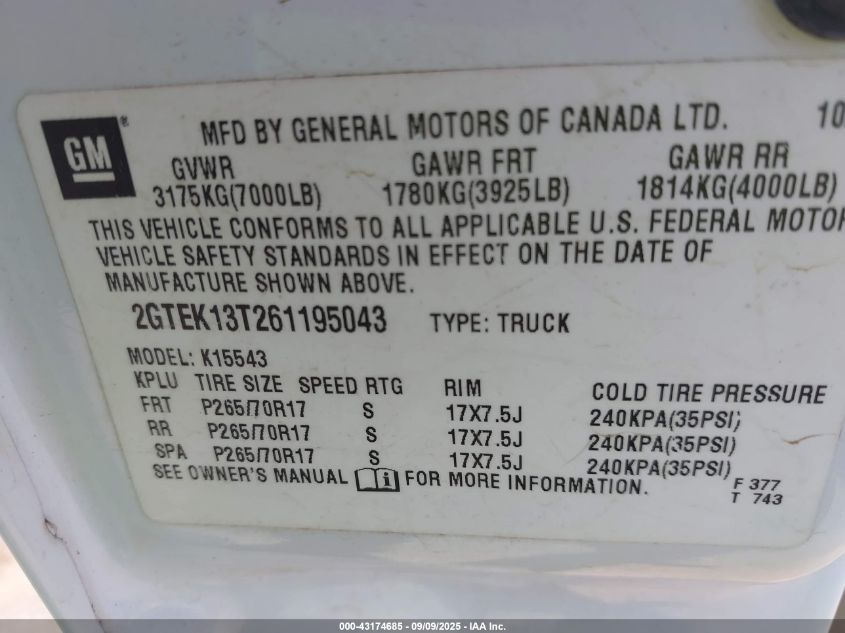 GM ®
MFD BY GENERAL MOTORS OF CANADA LTD. 10
GVWR GAWR FRT GAWR RR
3175KG(7000LB) 1780KG(3925LB) 1814KG(4000LB)
THIS VEHICLE CONFORMS TO ALL APPLICABLE U.S. FEDERAL MOTOR
VEHICLE SAFETY STANDARDS IN EFFECT ON THE DATE OF
MANUFACTURE SHOWN ABOVE.
2GTEK13T261195043 TYPE: TRUCK
MODEL: K15543
KPLU TIRE SIZE SPEED RTG RIM COLD TIRE PRESSURE
FRT P265/70R17 S 17X7.5J 240KPA(35PSI)
RR P265/70R17 S 17X7.5J 240KPA(35PSI)
SPA P265/70R17 S 17X7.5J 240KPA(35PSI)
SEE OWNER'S MANUAL FOR MORE INFORMATION.
F 377
T 743
000-43174685 - 09/09/2025 - IAA Inc.